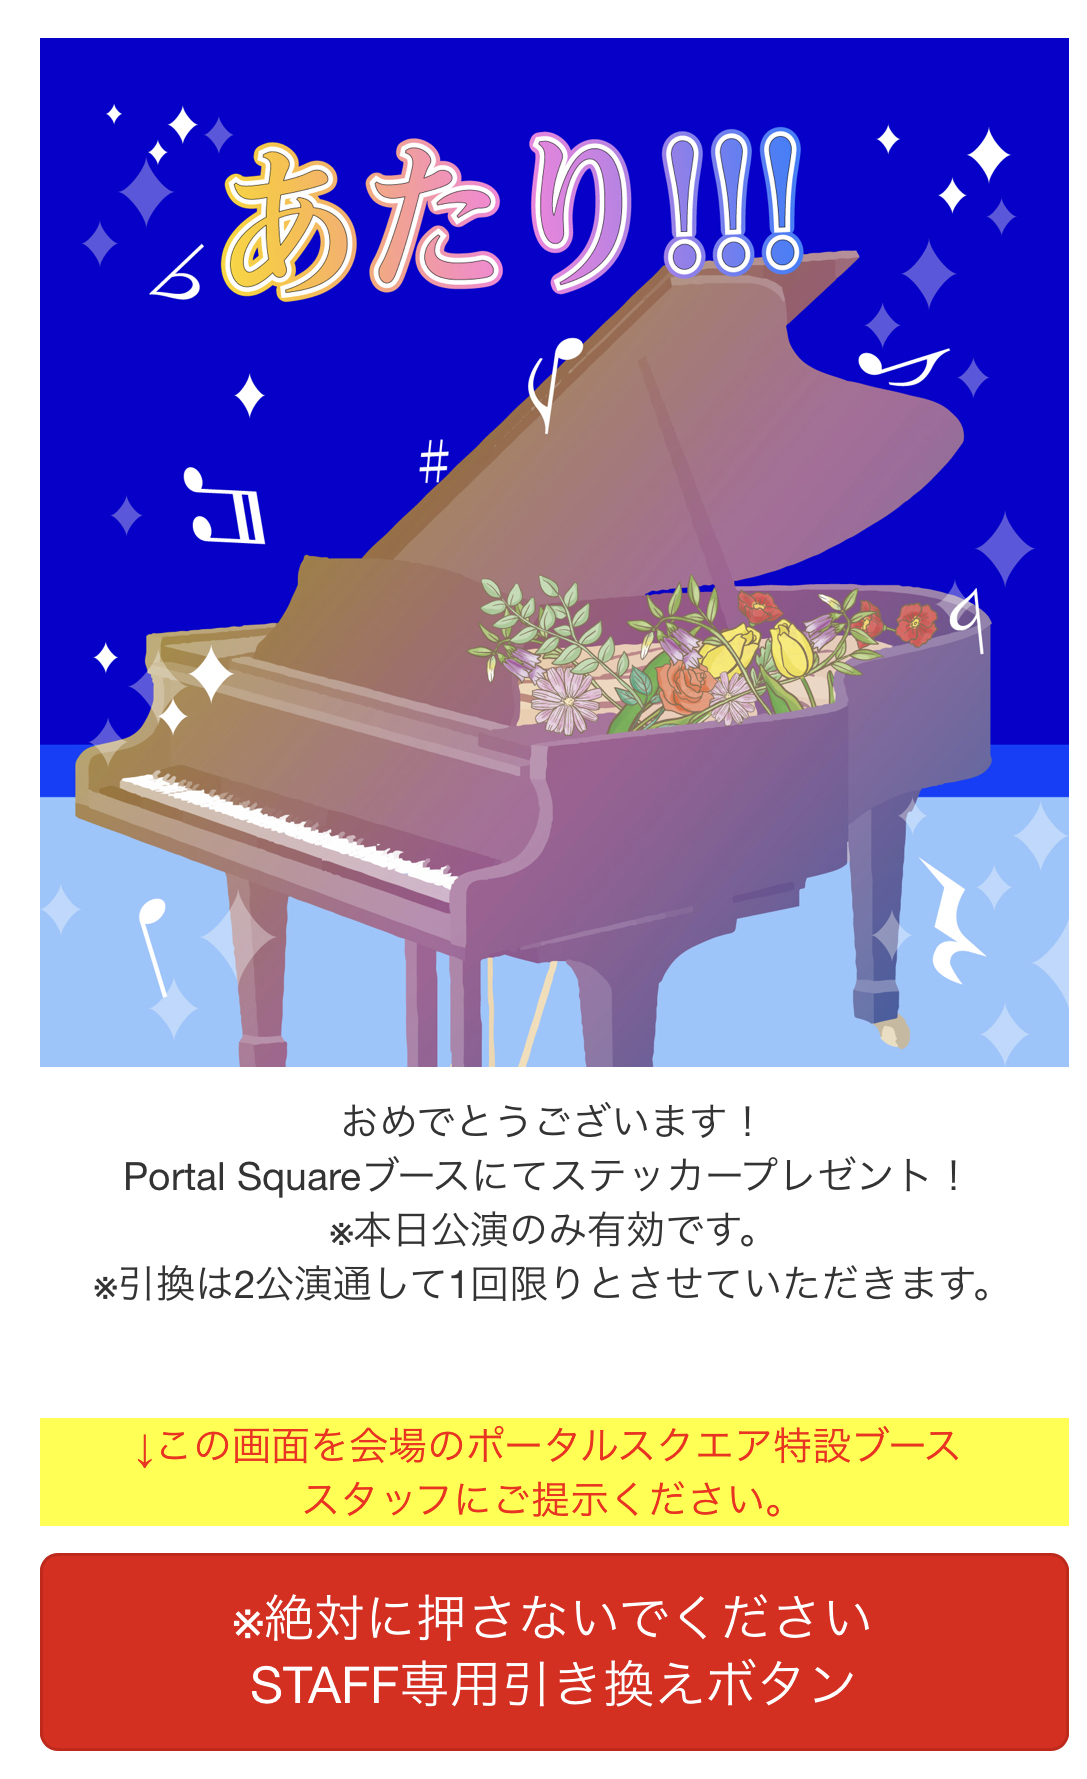 あたり!!!
おめでとうございます！
Portal Squareブースにてステッカープレゼント！
※本日公演のみ有効です。
※引換は2公演通して1回限りとさせていただきます。
↓この画面を会場のポータルスクエア特設ブース
スタッフにご提示ください。
※絶対に押さないでください
STAFF専用引き換えボタン